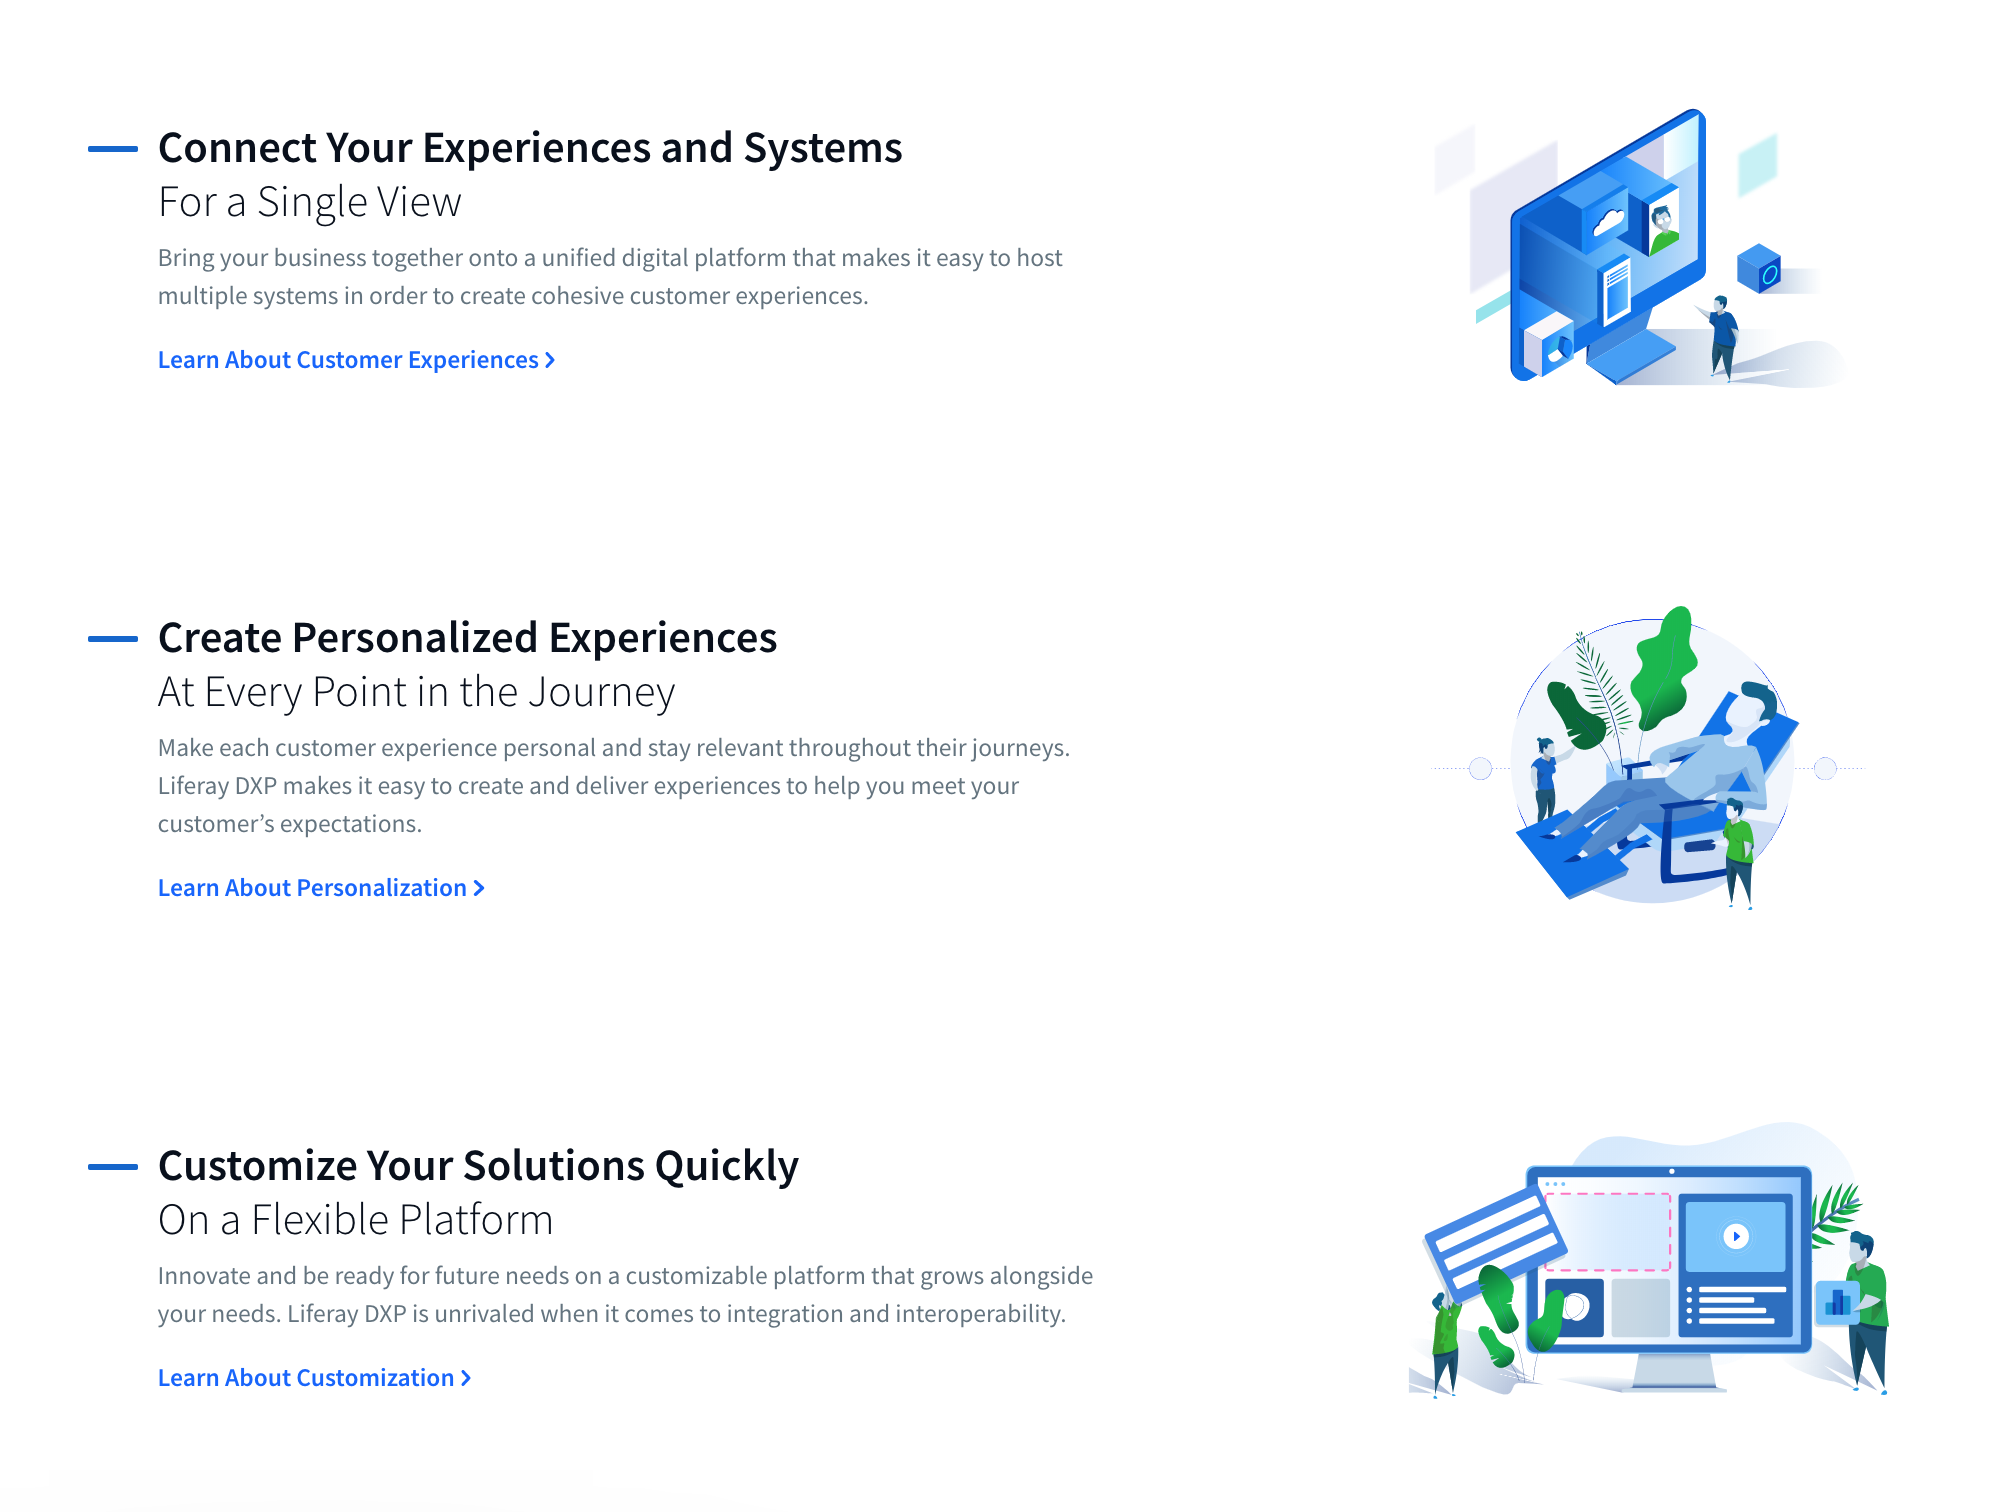 Connect Your Experiences and Systems
For a Single View
Bring your business together onto a unified digital platform that makes it easy to host
multiple systems in order to create cohesive customer experiences.
Learn About Customer Experiences
Create Personalized Experiences
At Every Point in the Journey
Make each customer experience personal and stay relevant throughout their journeys.
Liferay DXP makes it easy to create and deliver experiences to help you meet your
customer’s expectations.
Learn About Personalization
Customize Your Solutions Quickly
On a Flexible Platform
Innovate and be ready for future needs on a customizable platform that grows alongside
your needs. Liferay DXP is unrivaled when it comes to integration and interoperability.
Learn About Customization